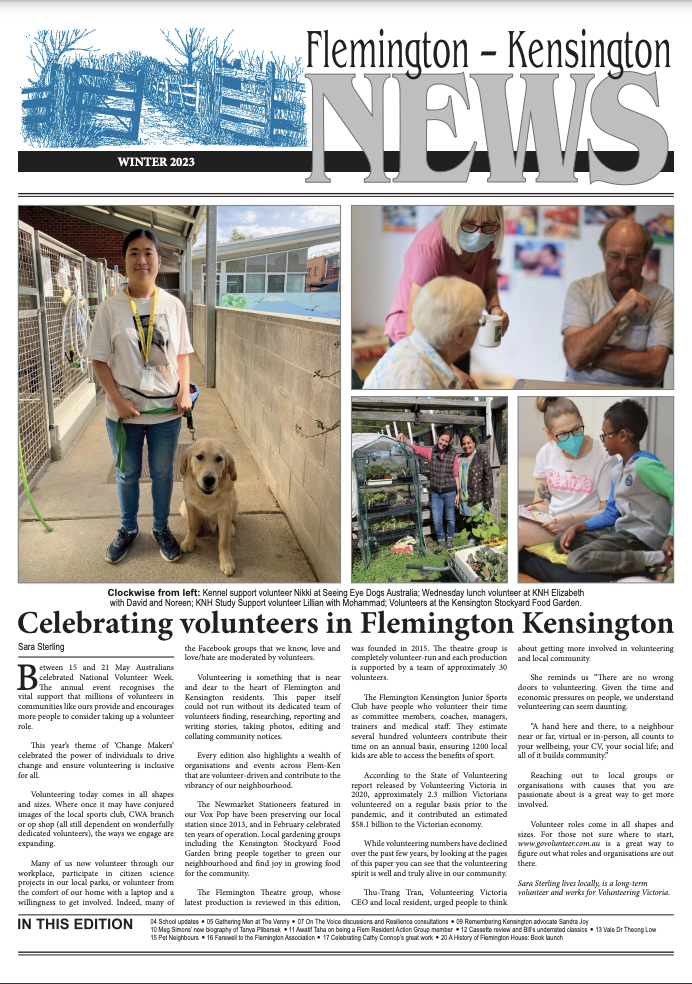 Flemington – Kensington
NEWS
WINTER 2023
Clockwise from left: Kennel support volunteer Nikki at Seeing Eye Dogs Australia; Wednesday lunch volunteer at KNH Elizabeth
with David and Noreen; KNH Study Support volunteer Lillian with Mohammad; Volunteers at the Kensington Stockyard Food Garden.
Celebrating volunteers in Flemington Kensington
Sara Sterling
Between 15 and 21 May Australians
celebrated National Volunteer Week.
The annual event recognises the
vital support that millions of volunteers in
communities like ours provide and encourages
more people to consider taking up a volunteer
role.
This year's theme of 'Change Makers'
celebrated the power of individuals to drive
change and ensure volunteering is inclusive
for all.
Volunteering today comes in all shapes
and sizes. Where once it may have conjured
images of the local sports club, CWA branch
or op shop (all still dependent on wonderfully
dedicated volunteers), the ways we engage are
expanding.
Many of us now volunteer through our
workplace, participate in citizen science
projects in our local parks, or volunteer from
the comfort of our home with a laptop and a
willingness to get involved. Indeed, many of
the Facebook groups that we know, love and
love/hate are moderated by volunteers.
Volunteering is something that is near
and dear to the heart of Flemington and
Kensington residents. This paper itself
could not run without its dedicated team of
volunteers finding, researching, reporting and
writing stories, taking photos, editing and
collating community notices.
Every edition also highlights a wealth of
organisations and events across Flem-Ken
that are volunteer-driven and contribute to the
vibrancy of our neighbourhood.
The Newmarket Stationeers featured in
our Vox Pop have been preserving our local
station since 2013, and in February celebrated
ten years of operation. Local gardening groups
including the Kensington Stockyard Food
Garden bring people together to green our
neighbourhood and find joy in growing food
for the community.
The Flemington Theatre group, whose
latest production is reviewed in this edition,
was founded in 2015. The theatre group is
completely volunteer-run and each production
is supported by a team of approximately 30
volunteers.
The Flemington Kensington Junior Sports
Club have people who volunteer their time
as committee members, coaches, managers,
trainers and medical staff. They estimate
several hundred volunteers contribute their
time on an annual basis, ensuring 1200 local
kids are able to access the benefits of sport.
According to the State of Volunteering
report released by Volunteering Victoria in
2020, approximately 2.3 million Victorians
volunteered on a regular basis prior to the
pandemic, and it contributed an estimated
$58.1 billion to the Victorian economy.
While volunteering numbers have declined
over the past few years, by looking at the pages
of this paper you can see that the volunteering
spirit is well and truly alive in our community.
Thu-Trang Tran, Volunteering Victoria
CEO and local resident, urged people to think
about getting more involved in volunteering
and local community.
She reminds us "There are no wrong
doors to volunteering. Given the time and
economic pressures on people, we understand
volunteering can seem daunting.
"A hand here and there, to a neighbour
near or far, virtual or in-person, all counts to
your wellbeing, your CV, your social life; and
all of it builds community."
Reaching out to local groups or
organisations with causes that you are
passionate about is a great way to get more
involved.
Volunteer roles come in all shapes and
sizes. For those not sure where to start,
www.govolunteer.com.au is a great way to
figure out what roles and organisations are out
there.
Sara Sterling lives locally, is a long-term
volunteer and works for Volunteering Victoria.
IN THIS EDITION
04 School updates • 05 Gathering Men at The Venny • 07 On The Voice discussions and Resilience consultations • 09 Remembering Kensington advocate Sandra Joy
10 Meg Simons' new biography of Tanya Plibersek • 11 Awatif Taha on being a Flem Resident Action Group member • 12 Cassette review and Bill's underrated classics • 13 Vale Dr Theong Low
15 Pet Neighbours • 16 Farewell to the Flemington Association • 17 Celebrating Cathy Connop's great work • 20 A History of Flemington House: Book launch